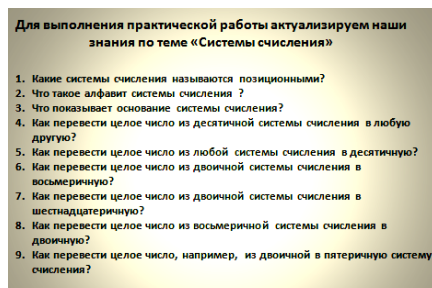 Для выполнения практической работы актуализируем наши
знания по теме «Системы счисления»
1. Какие системы счисления называются позиционными?
2. Что такое алфавит системы счисления ?
3. Что показывает основание системы счисления?
4. Как перевести целое число из десятичной системы счисления в любую
другую?
5. Как перевести целое число из любой системы счисления в десятичную?
6. Как перевести целое число из двоичной системы счисления в
восьмеричную?
7. Как перевести целое число из двоичной системы счисления в
шестнадцатеричную?
8. Как перевести целое число из восьмеричной системы счисления в
двоичную?
9. Как перевести целое число, например, из двоичной в пятеричную систему
счисления?